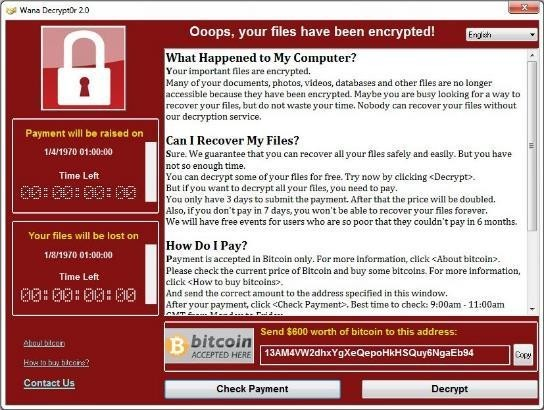 Wana Decrypt0r 2.0
Ooops, your files have been encrypted!
English
What Happened to My Computer?
Your important files are encrypted.
Many of your documents, photos, videos, databases and other files are no longer
accessible because they have been encrypted. Maybe you are busy looking for a way to
recover your files, but do not waste your time. Nobody can recover your files without
our decryption service.
Can I Recover My Files?
Sure. We guarantee that you can recover all your files safely and easily. But you have
not so enough time.
You can decrypt some of your files for free. Try now by clicking <Decrypt>.
But if you want to decrypt all your files, you need to pay.
You only have 3 days to submit the payment. After that the price will be doubled.
Also, if you don't pay in 7 days, you won't be able to recover your files forever.
We will have free events for users who are so poor that they couldn't pay in 6 months.
How Do I Pay?
Payment is accepted in Bitcoin only. For more information, click <About bitcoin>.
Please check the current price of Bitcoin and buy some bitcoins. For more information,
click <How to buy bitcoins>.
And send the correct amount to the address specified in this window.
After your payment, click <Check Payment>. Best time to check: 9:00am - 11:00am
GMT from Monday to Friday.
Payment will be raised on
1/4/1970 01:00:00
Time Left
00:00:00:00
Your files will be lost on
1/8/1970 01:00:00
Time Left
00:00:00:00
About bitcoin
How to buy bitcoins?
Contact Us
bitcoin
ACCEPTED HERE
Send $600 worth of bitcoin to this address:
13AM4VW2dhxYgXeQepoHkHSQuy6NgaEb94
Copy
Check Payment
Decrypt